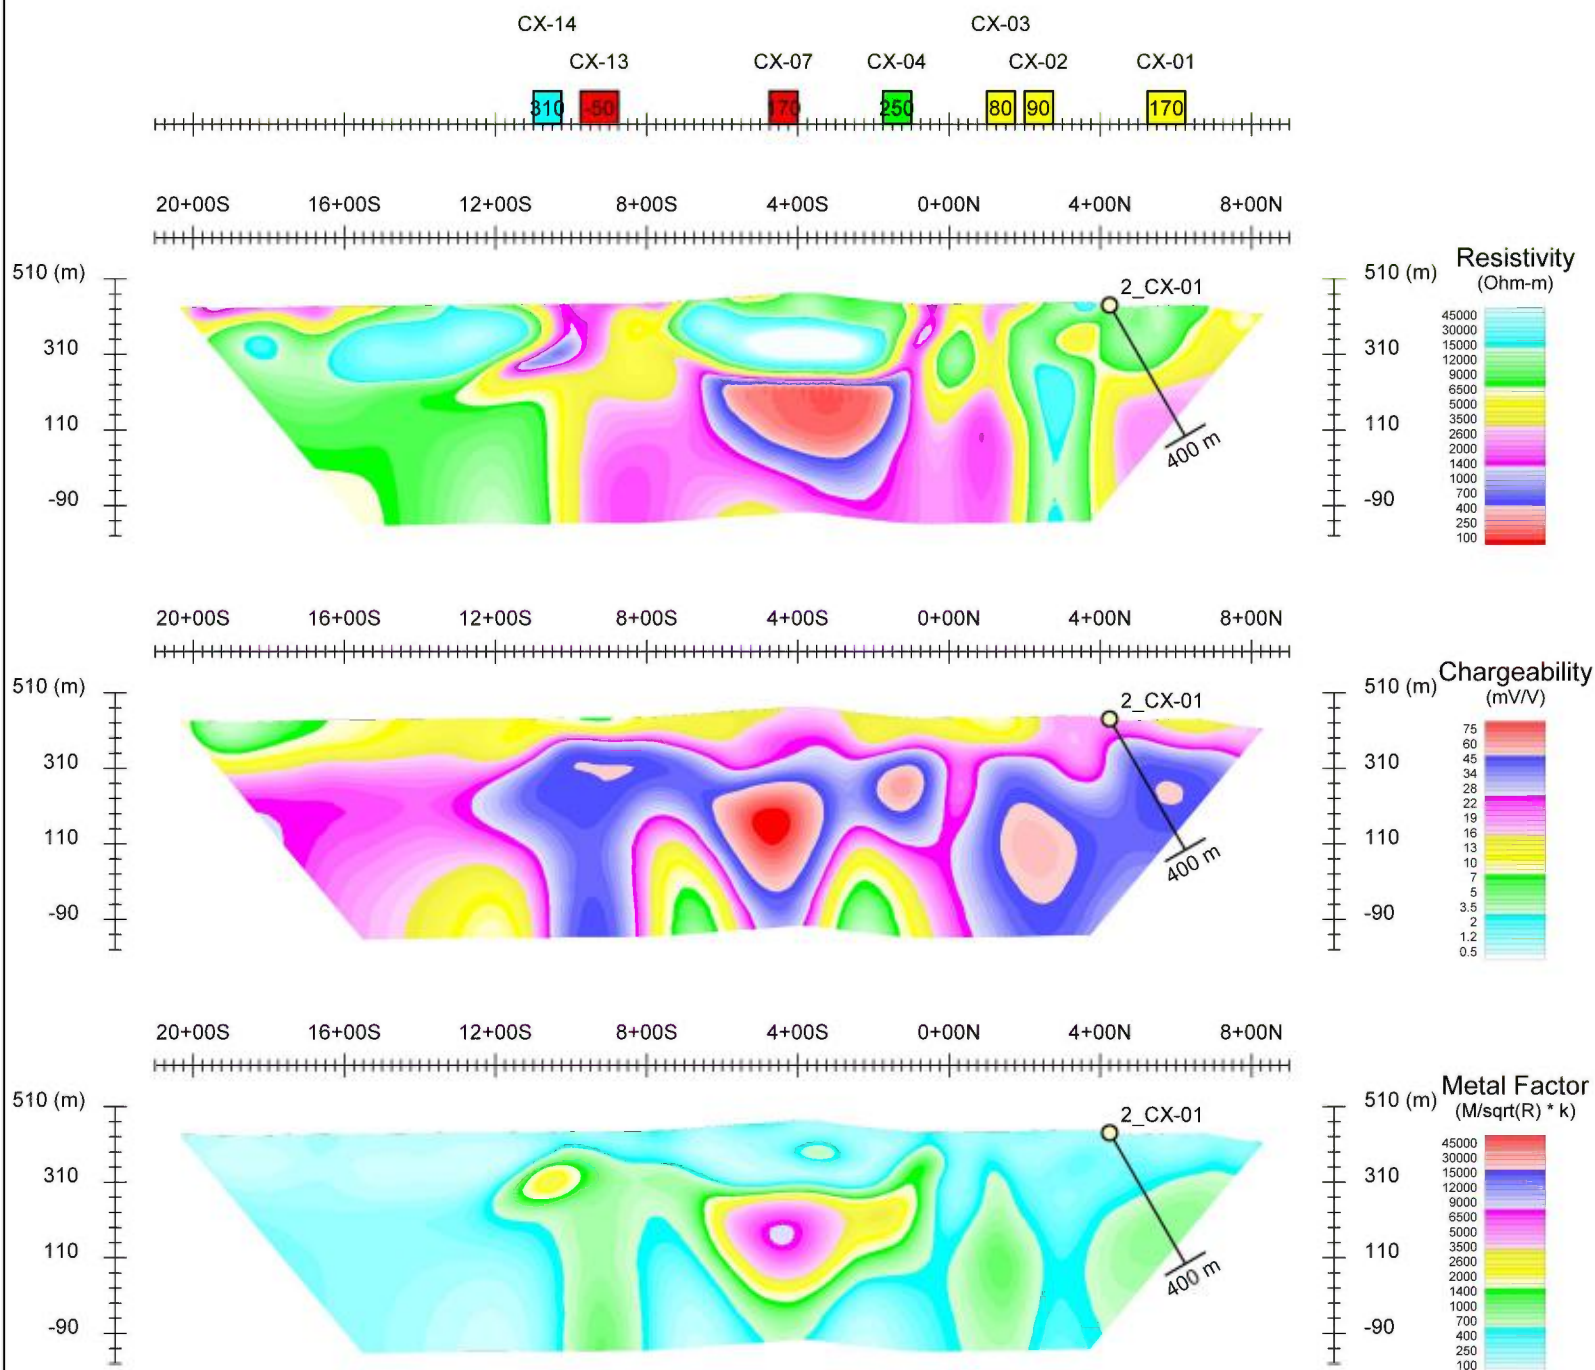 CX-14 CX-03
CX-13 CX-07 CX-04 CX-02 CX-01
310 -50 170 250 80 90 170
20+00S 16+00S 12+00S 8+00S 4+00S 0+00N 4+00N 8+00N
510 (m) 510 (m)
310 310
110 110
-90 -90
2_CX-01
400 m
Resistivity
(Ohm-m)
45000
30000
15000
12000
9000
6500
5000
3500
2600
2000
1400
1000
700
400
250
100
20+00S 16+00S 12+00S 8+00S 4+00S 0+00N 4+00N 8+00N
510 (m) 510 (m)
310 310
110 110
-90 -90
2_CX-01
400 m
Chargeability
(mV/V)
75
60
45
34
28
22
19
16
13
10
7
5
3.5
2
1.2
0.5
20+00S 16+00S 12+00S 8+00S 4+00S 0+00N 4+00N 8+00N
510 (m) 510 (m)
310 310
110 110
-90 -90
2_CX-01
400 m
Metal Factor
(M/sqrt(R) * k)
45000
30000
15000
12000
9000
6500
5000
3500
2600
2000
1400
1000
700
400
250
100